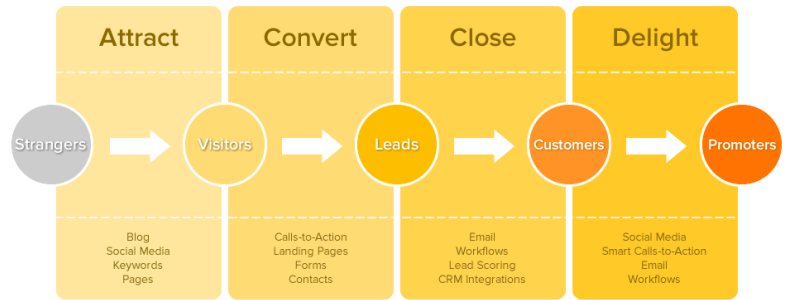 Attract
Convert
Close
Delight
Strangers
Visitors
Leads
Customers
Promoters
Blog
Social Media
Keywords
Pages
Calls-to-Action
Landing Pages
Forms
Contacts
Email
Workflows
Lead Scoring
CRM Integrations
Social Media
Smart Calls-to-Action
Email
Workflows